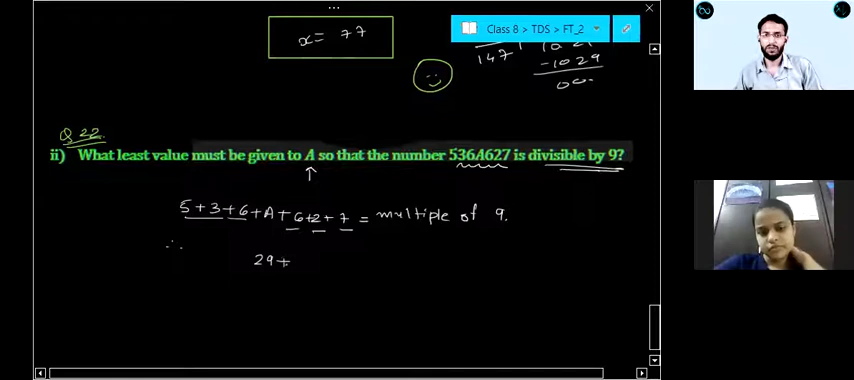 x = 77
Class 8 > TDS > FT_2
1471
-1029
Q 22
ii) What least value must be given to A so that the number 536A627 is divisible by 9?
5+3+6+A+6+2+7 = multiple of 9.
∴ 29+